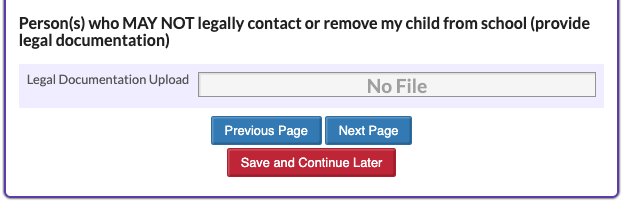 Person(s) who MAY NOT legally contact or remove my child from school (provide
legal documentation)
Legal Documentation Upload
No File
Previous Page
Next Page
Save and Continue Later